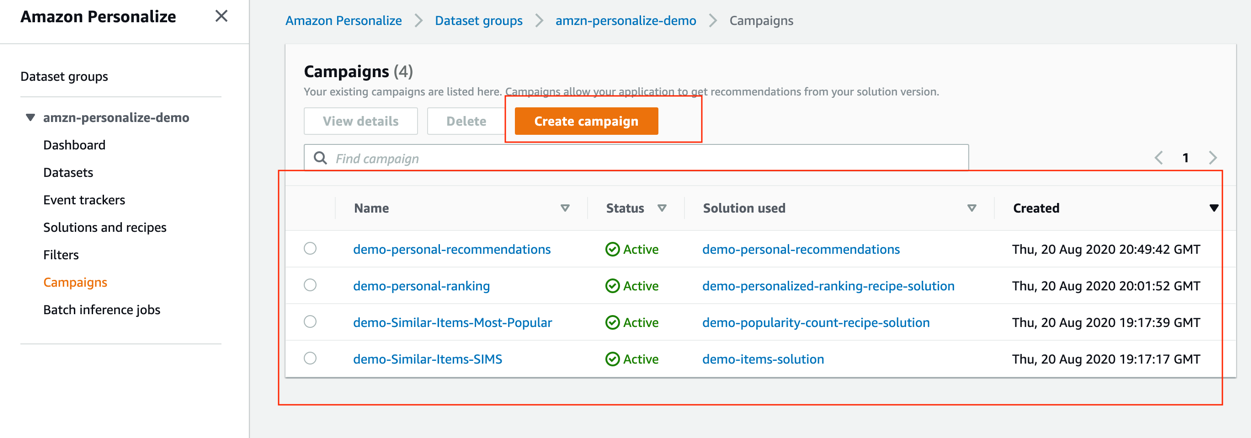 Amazon Personalize
Dataset groups
amzn-personalize-demo
Dashboard
Datasets
Event trackers
Solutions and recipes
Filters
Campaigns
Batch inference jobs
Amazon Personalize Dataset groups amzn-personalize-demo Campaigns
Campaigns (4)
Your existing campaigns are listed here. Campaigns allow your application to get recommendations from your solution version.
View details Delete Create campaign
Find campaign 1
Name Status Solution used Created
demo-personal-recommendations Active demo-personal-recommendations Thu, 20 Aug 2020 20:49:42 GMT
demo-personal-ranking Active demo-personalized-ranking-recipe-solution Thu, 20 Aug 2020 20:01:52 GMT
demo-Similar-Items-Most-Popular Active demo-popularity-count-recipe-solution Thu, 20 Aug 2020 19:17:39 GMT
demo-Similar-Items-SIMS Active demo-items-solution Thu, 20 Aug 2020 19:17:17 GMT